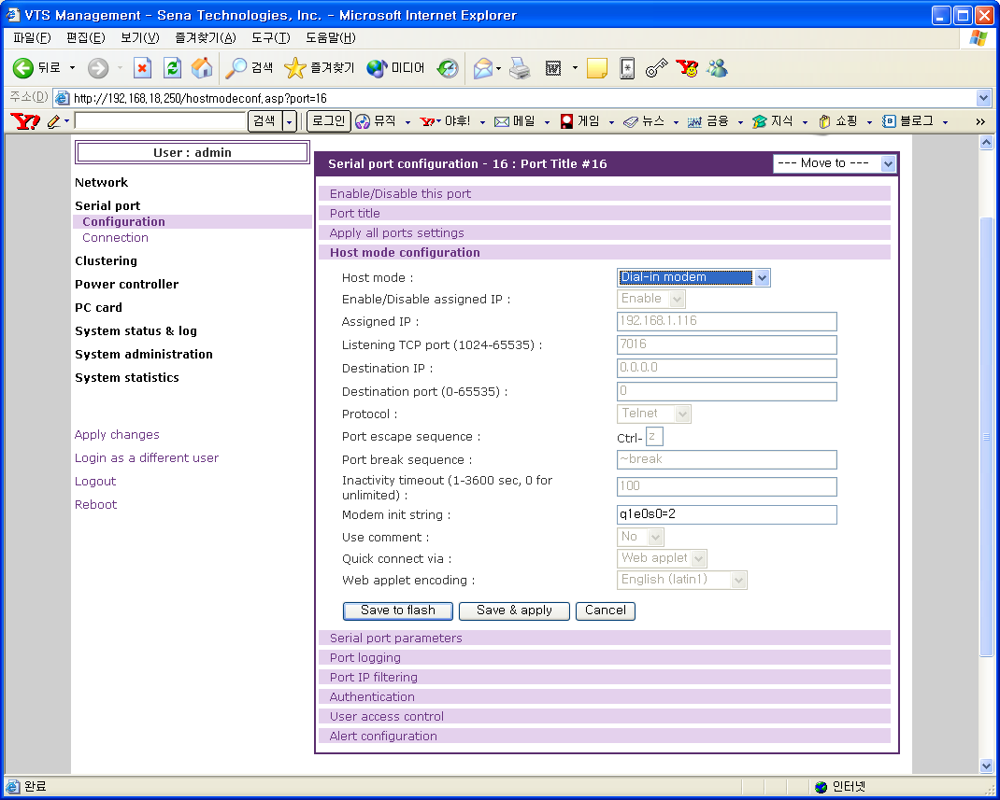 VTS Management - Sena Technologies, Inc. - Microsoft Internet Explorer
파일(F) 편집(E) 보기(V) 즐겨찾기(A) 도구(T) 도움말(H)
뒤로 검색 즐겨찾기 미디어
주소(D) http://192.168.18.250/hostmodeconf.asp?port=16
Y! 검색 로그인 뮤직 야후! 메일 게임 뉴스 금융 지식 쇼핑 블로그 »
User : admin
Network
Serial port
Configuration
Connection
Clustering
Power controller
PC card
System status & log
System administration
System statistics
Apply changes
Login as a different user
Logout
Reboot
Serial port configuration - 16 : Port Title #16 --- Move to ---
Enable/Disable this port
Port title
Apply all ports settings
Host mode configuration
Host mode : Dial-in modem
Enable/Disable assigned IP : Enable
Assigned IP : 192.168.1.116
Listening TCP port (1024-65535) : 7016
Destination IP : 0.0.0.0
Destination port (0-65535) : 0
Protocol : Telnet
Port escape sequence : Ctrl- z
Port break sequence : ~break
Inactivity timeout (1-3600 sec, 0 for
unlimited) : 100
Modem init string : q1e0s0=2
Use comment : No
Quick connect via : Web applet
Web applet encoding : English (latin1)
Save to flash Save & apply Cancel
Serial port parameters
Port logging
Port IP filtering
Authentication
User access control
Alert configuration
완료 인터넷